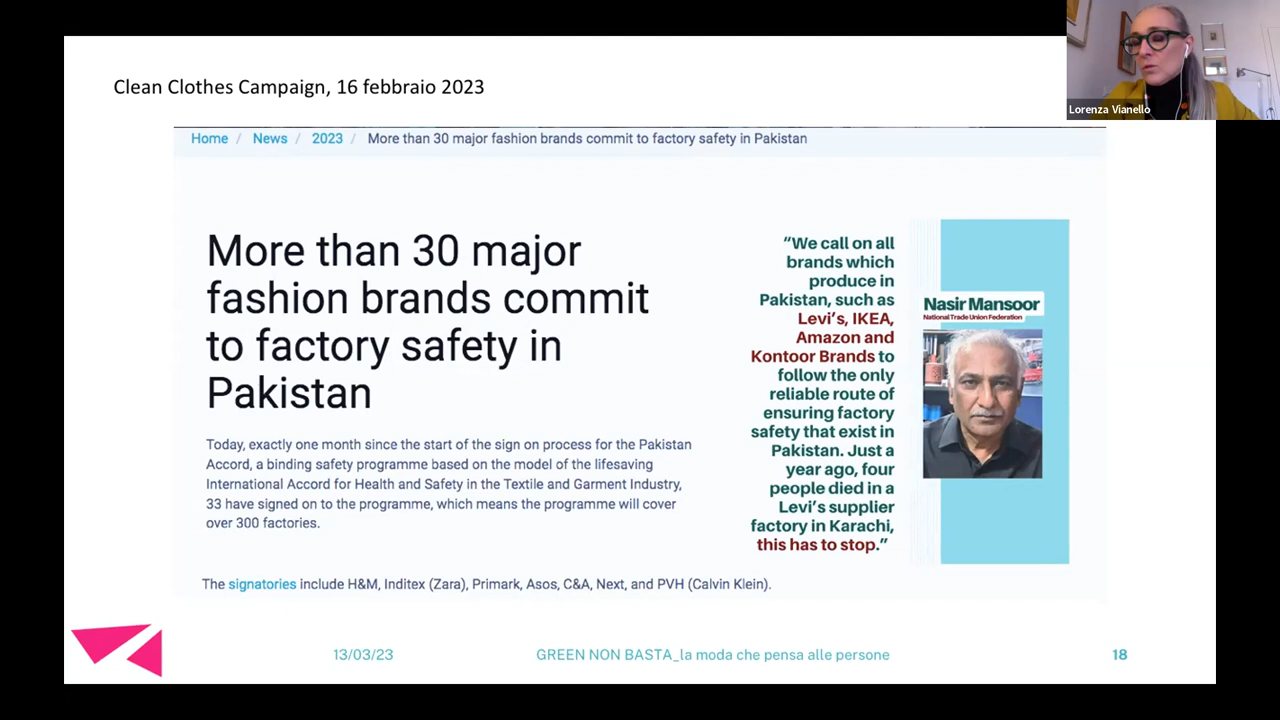 Clean Clothes Campaign, 16 febbraio 2023
Lorenza Vianello
Home / News / 2023 / More than 30 major fashion brands commit to factory safety in Pakistan
More than 30 major
fashion brands commit
to factory safety in
Pakistan
Today, exactly one month since the start of the sign on process for the Pakistan
Accord, a binding safety programme based on the model of the lifesaving
International Accord for Health and Safety in the Textile and Garment Industry,
33 have signed on to the programme, which means the programme will cover
over 300 factories.
The signatories include H&M, Inditex (Zara), Primark, Asos, C&A, Next, and PVH (Calvin Klein).
“We call on all
brands which
produce in
Pakistan, such as
Levi’s, IKEA,
Amazon and
Kontoor Brands to
follow the only
reliable route of
ensuring factory
safety that exist in
Pakistan. Just a
year ago, four
people died in a
Levi’s supplier
factory in Karachi,
this has to stop.”
Nasir Mansoor
National Trade Union Federation
13/03/23
GREEN NON BASTA_la moda che pensa alle persone
18